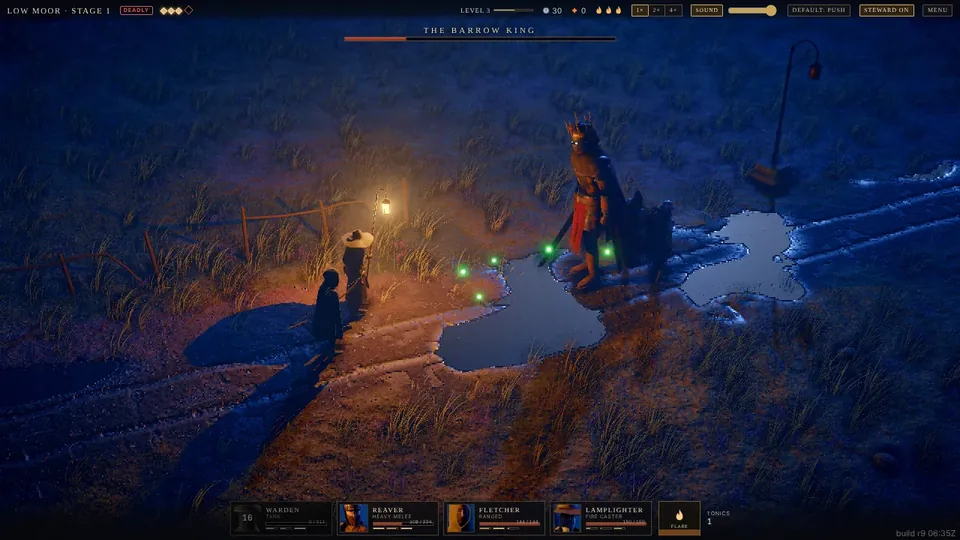 LOW MOOR · STAGE 1
DEADLY
LEVEL 3
30
0
1×
2×
4×
SOUND
DEFAULT: PUSH
STEWARD ON
MENU
THE BARROW KING
16
WARDEN
TANK
REAVER
HEAVY MELEE
FLETCHER
RANGED
LAMPLIGHTER
FIRE CASTER
FLARE
TONICS
1
build r9 06:35Z